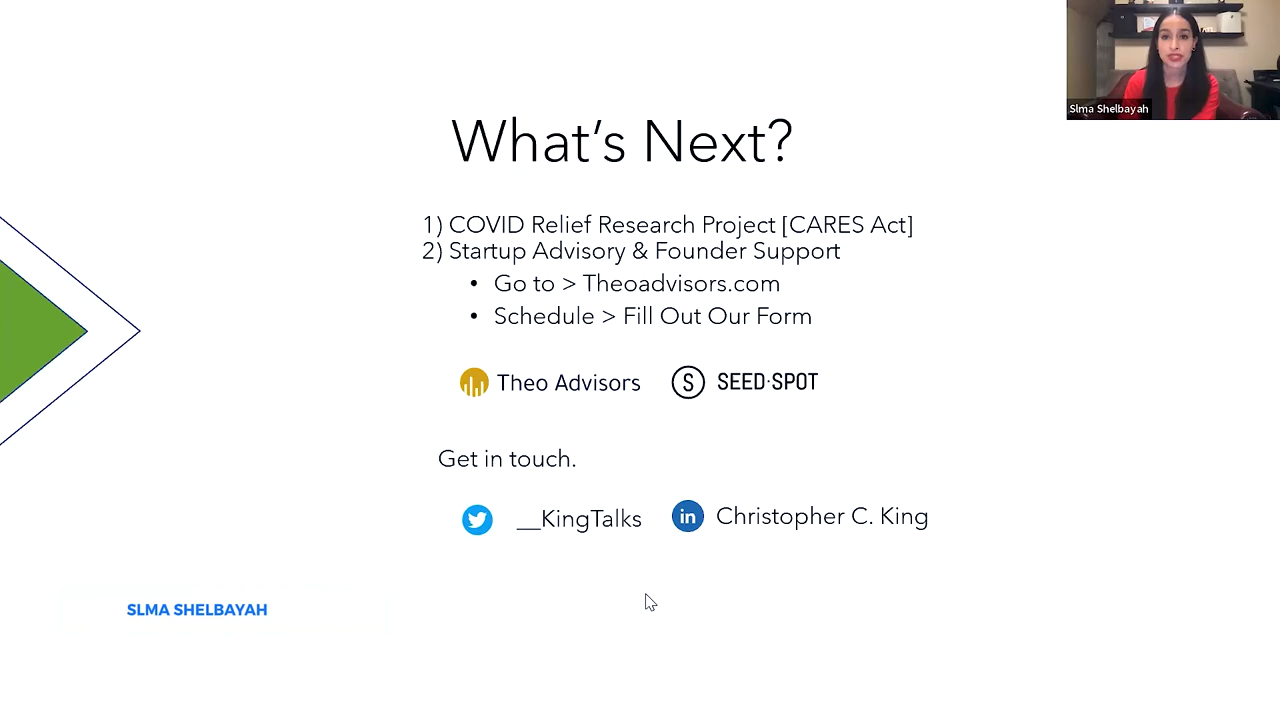 Slma Shelbayah
What's Next?
1) COVID Relief Research Project [CARES Act]
2) Startup Advisory & Founder Support
• Go to > Theoadvisors.com
• Schedule > Fill Out Our Form
Theo Advisors
S SEED·SPOT
Get in touch.
__KingTalks
in Christopher C. King
SLMA SHELBAYAH